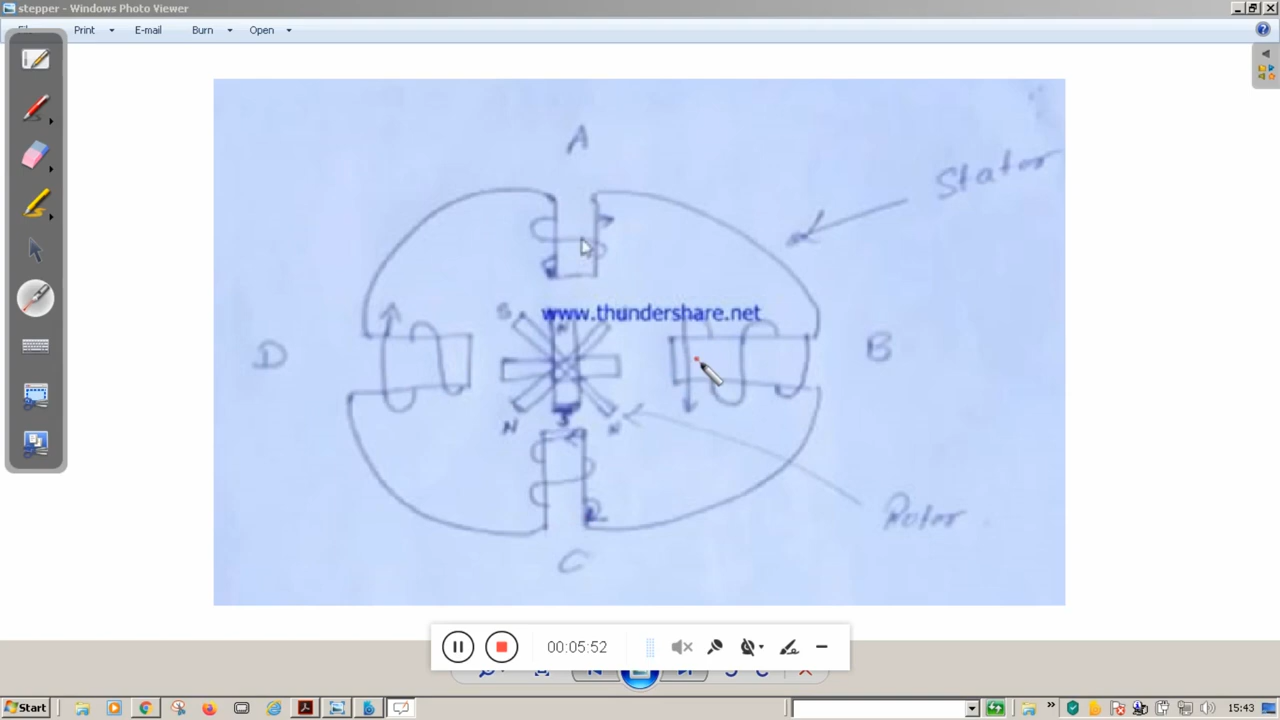 stepper - Windows Photo Viewer
Print
E-mail
Burn
Open
A
Stator
S
www.thundershare.net
D
B
N
S
N
Rotor
C
00:05:52
Start
15:43